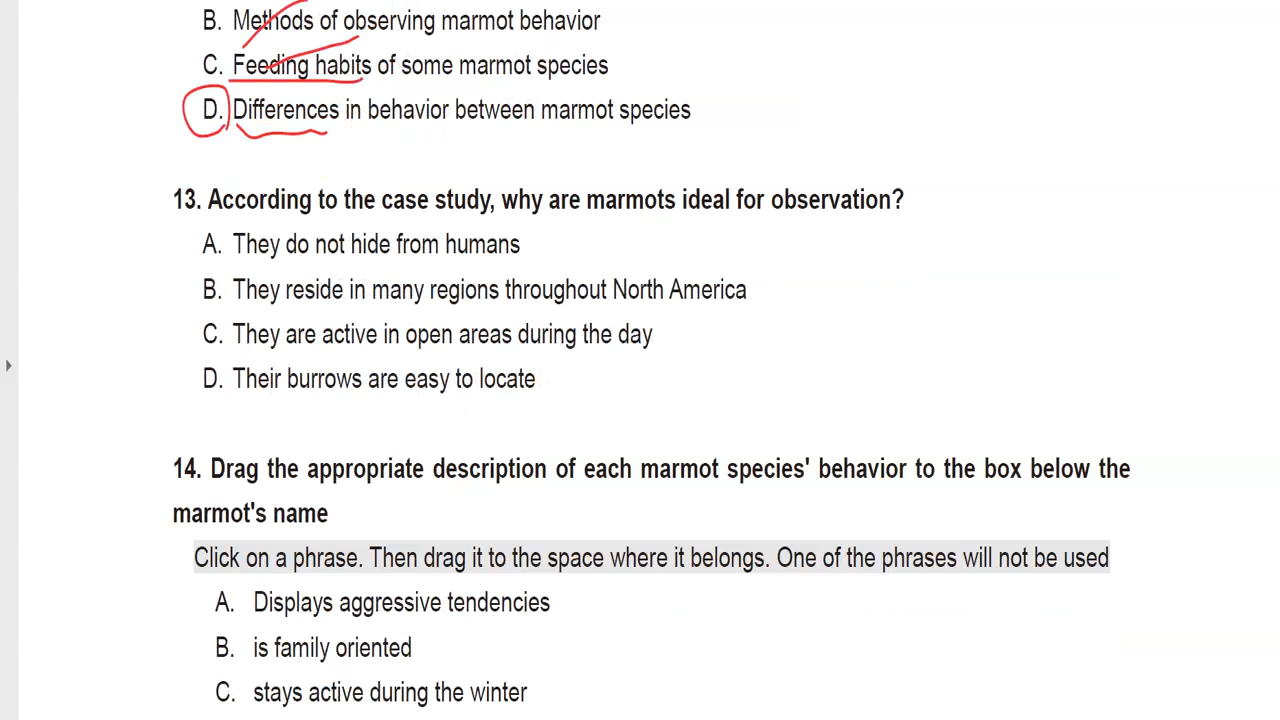 B. Methods of observing marmot behavior
C. Feeding habits of some marmot species
D. Differences in behavior between marmot species
13. According to the case study, why are marmots ideal for observation?
A. They do not hide from humans
B. They reside in many regions throughout North America
C. They are active in open areas during the day
D. Their burrows are easy to locate
14. Drag the appropriate description of each marmot species' behavior to the box below the
marmot's name
Click on a phrase. Then drag it to the space where it belongs. One of the phrases will not be used
A. Displays aggressive tendencies
B. is family oriented
C. stays active during the winter